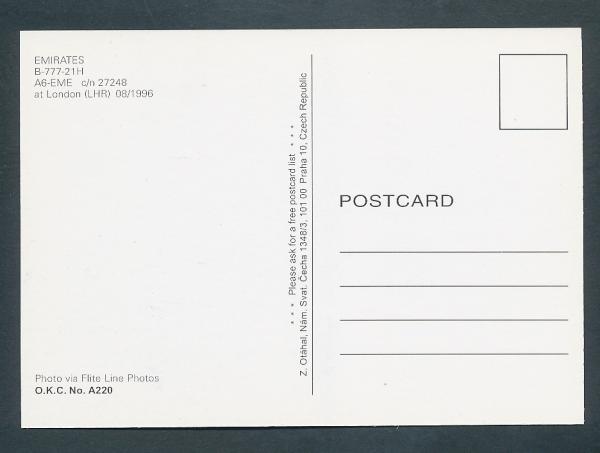 EMIRATES
B-777-21H
A6-EME c/n 27248
at London (LHR) 08/1996
Photo via Flite Line Photos
O.K.C. No. A220
* * * Please ask for a free postcard list * * *
Z. Otáhal, Nám. Svat. Čecha 1348/3, 101 00 Praha 10, Czech Republic
POSTCARD